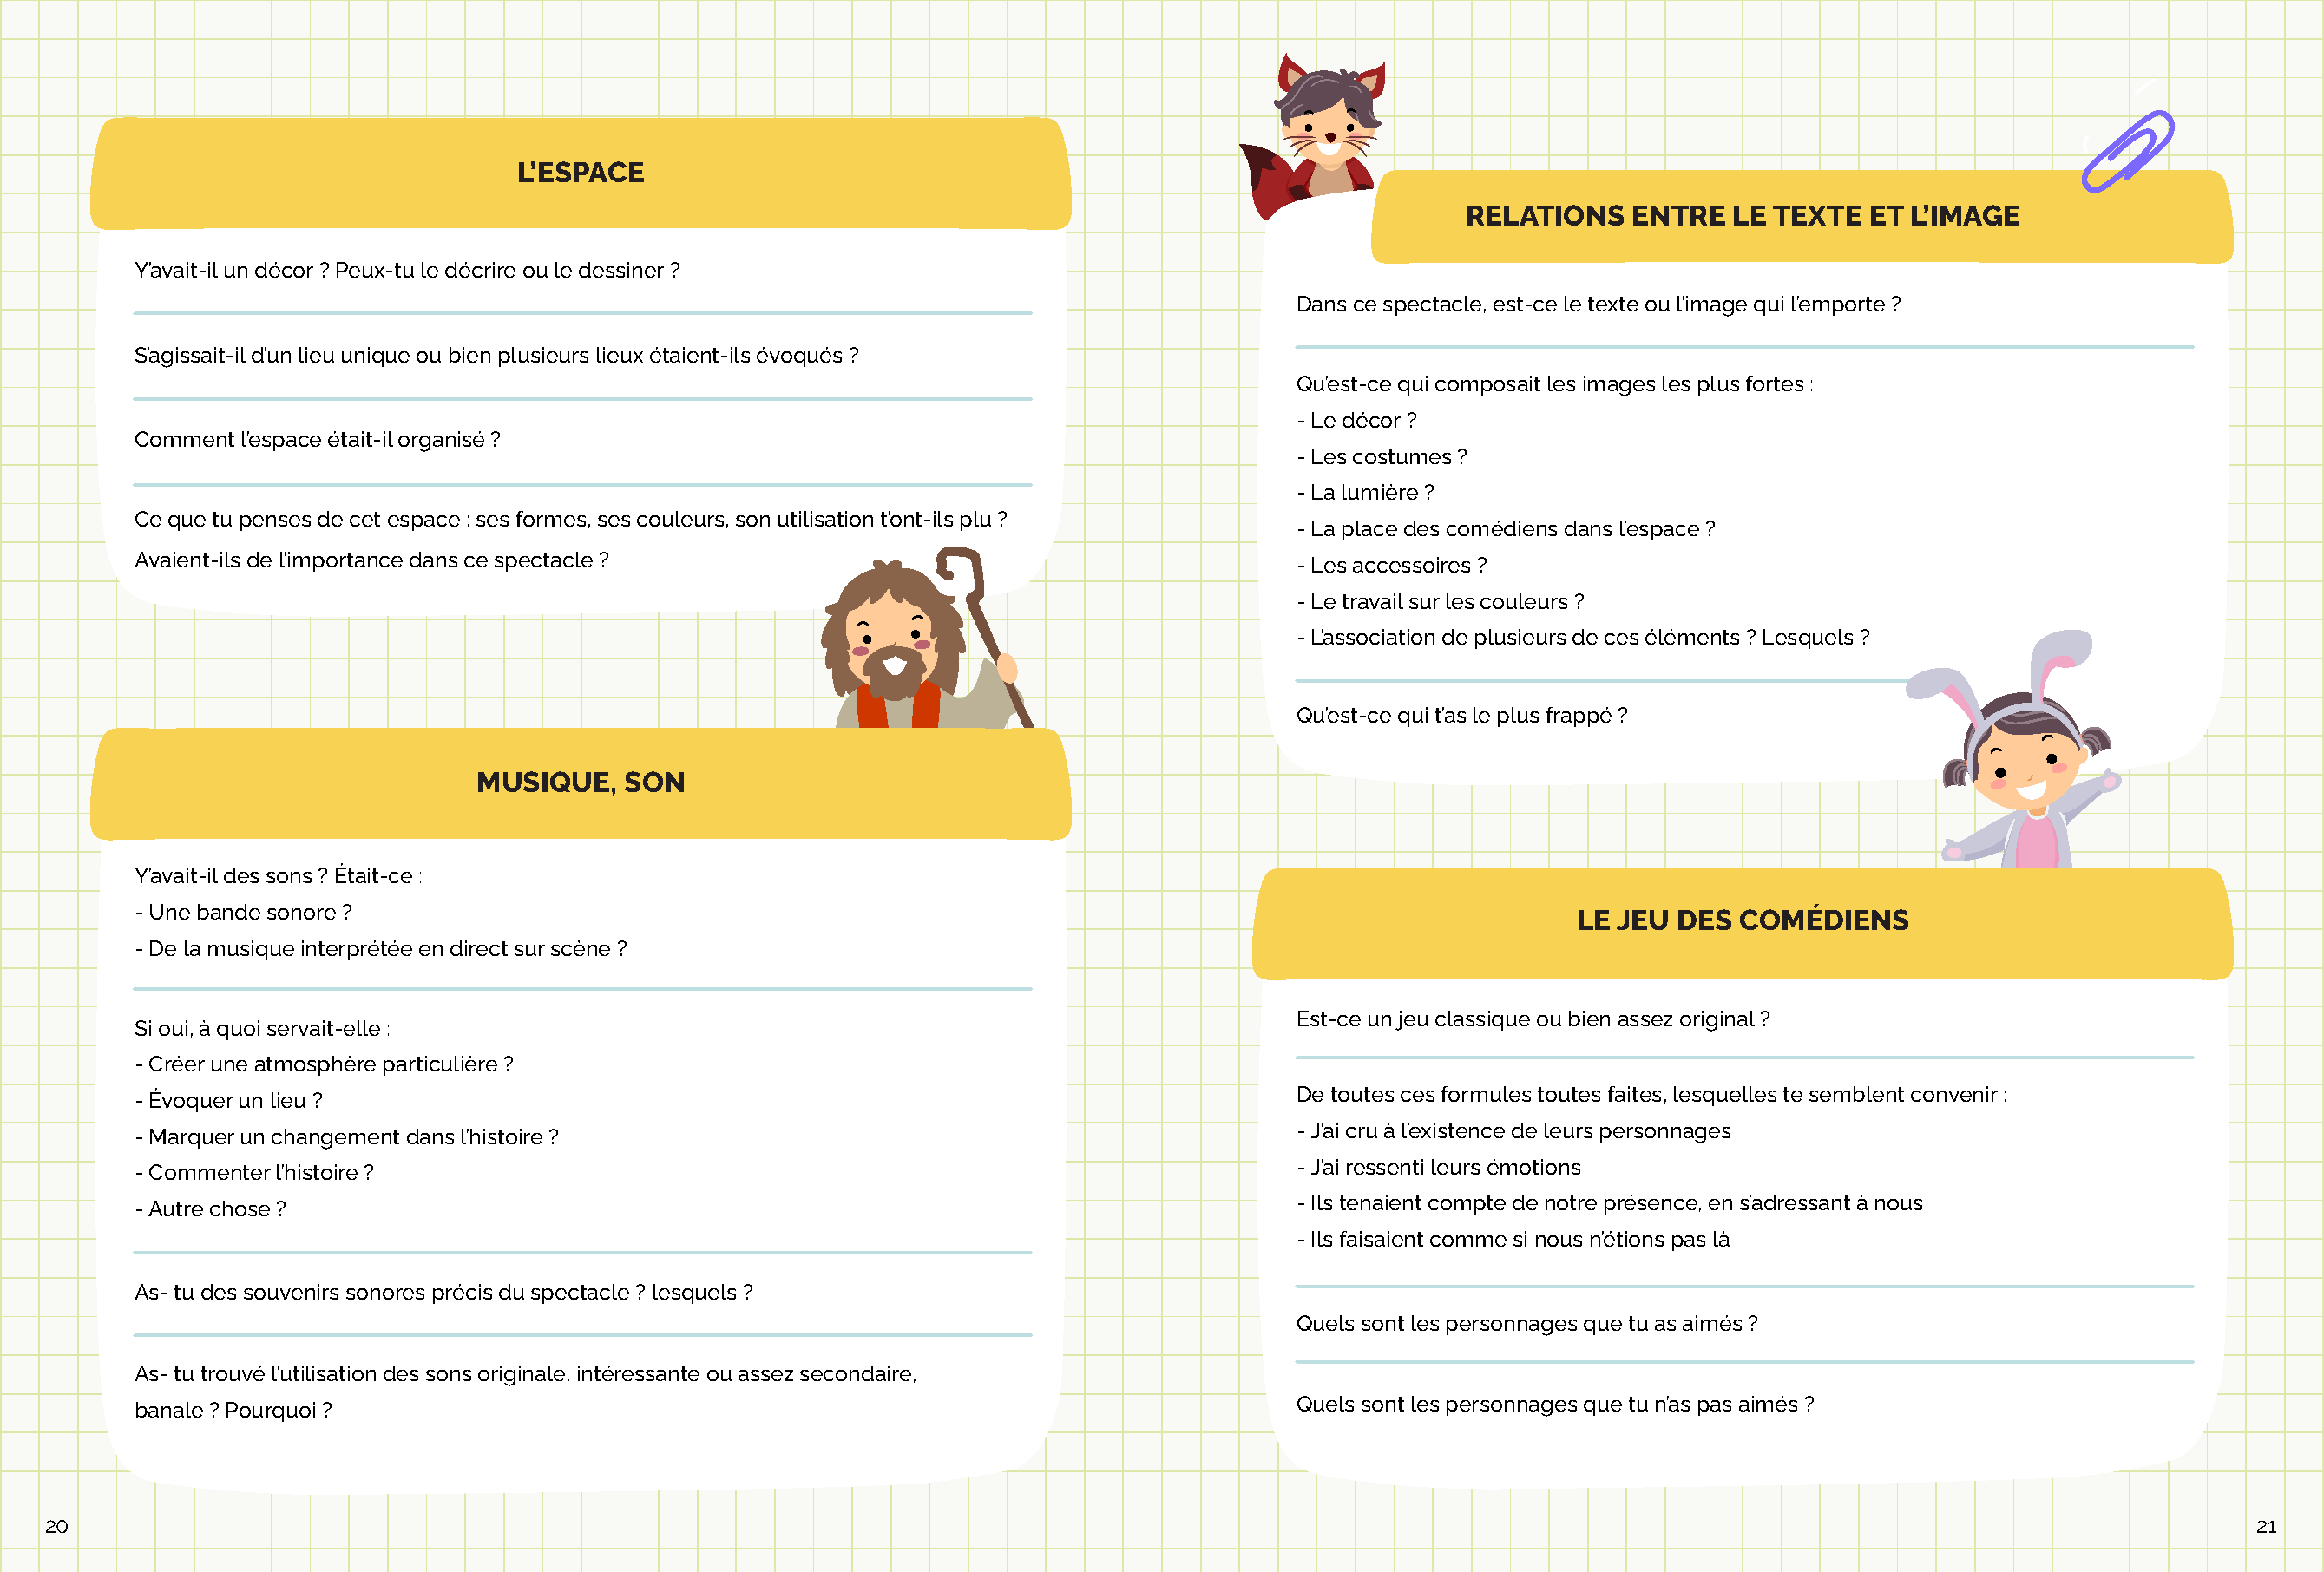 L’ESPACE
Y’avait-il un décor ? Peux-tu le décrire ou le dessiner ?
S’agissait-il d’un lieu unique ou bien plusieurs lieux étaient-ils évoqués ?
Comment l’espace était-il organisé ?
Ce que tu penses de cet espace : ses formes, ses couleurs, son utilisation t’ont-ils plu ?
Avaient-ils de l’importance dans ce spectacle ?
MUSIQUE, SON
Y’avait-il des sons ? Était-ce :
- Une bande sonore ?
- De la musique interprétée en direct sur scène ?
Si oui, à quoi servait-elle :
- Créer une atmosphère particulière ?
- Évoquer un lieu ?
- Marquer un changement dans l’histoire ?
- Commenter l’histoire ?
- Autre chose ?
As- tu des souvenirs sonores précis du spectacle ? lesquels ?
As- tu trouvé l’utilisation des sons originale, intéressante ou assez secondaire,
banale ? Pourquoi ?
20
RELATIONS ENTRE LE TEXTE ET L’IMAGE
Dans ce spectacle, est-ce le texte ou l’image qui l’emporte ?
Qu’est-ce qui composait les images les plus fortes :
- Le décor ?
- Les costumes ?
- La lumière ?
- La place des comédiens dans l’espace ?
- Les accessoires ?
- Le travail sur les couleurs ?
- L’association de plusieurs de ces éléments ? Lesquels ?
Qu’est-ce qui t’as le plus frappé ?
LE JEU DES COMÉDIENS
Est-ce un jeu classique ou bien assez original ?
De toutes ces formules toutes faites, lesquelles te semblent convenir :
- J’ai cru à l’existence de leurs personnages
- J’ai ressenti leurs émotions
- Ils tenaient compte de notre présence, en s’adressant à nous
- Ils faisaient comme si nous n’étions pas là
Quels sont les personnages que tu as aimés ?
Quels sont les personnages que tu n’as pas aimés ?
21